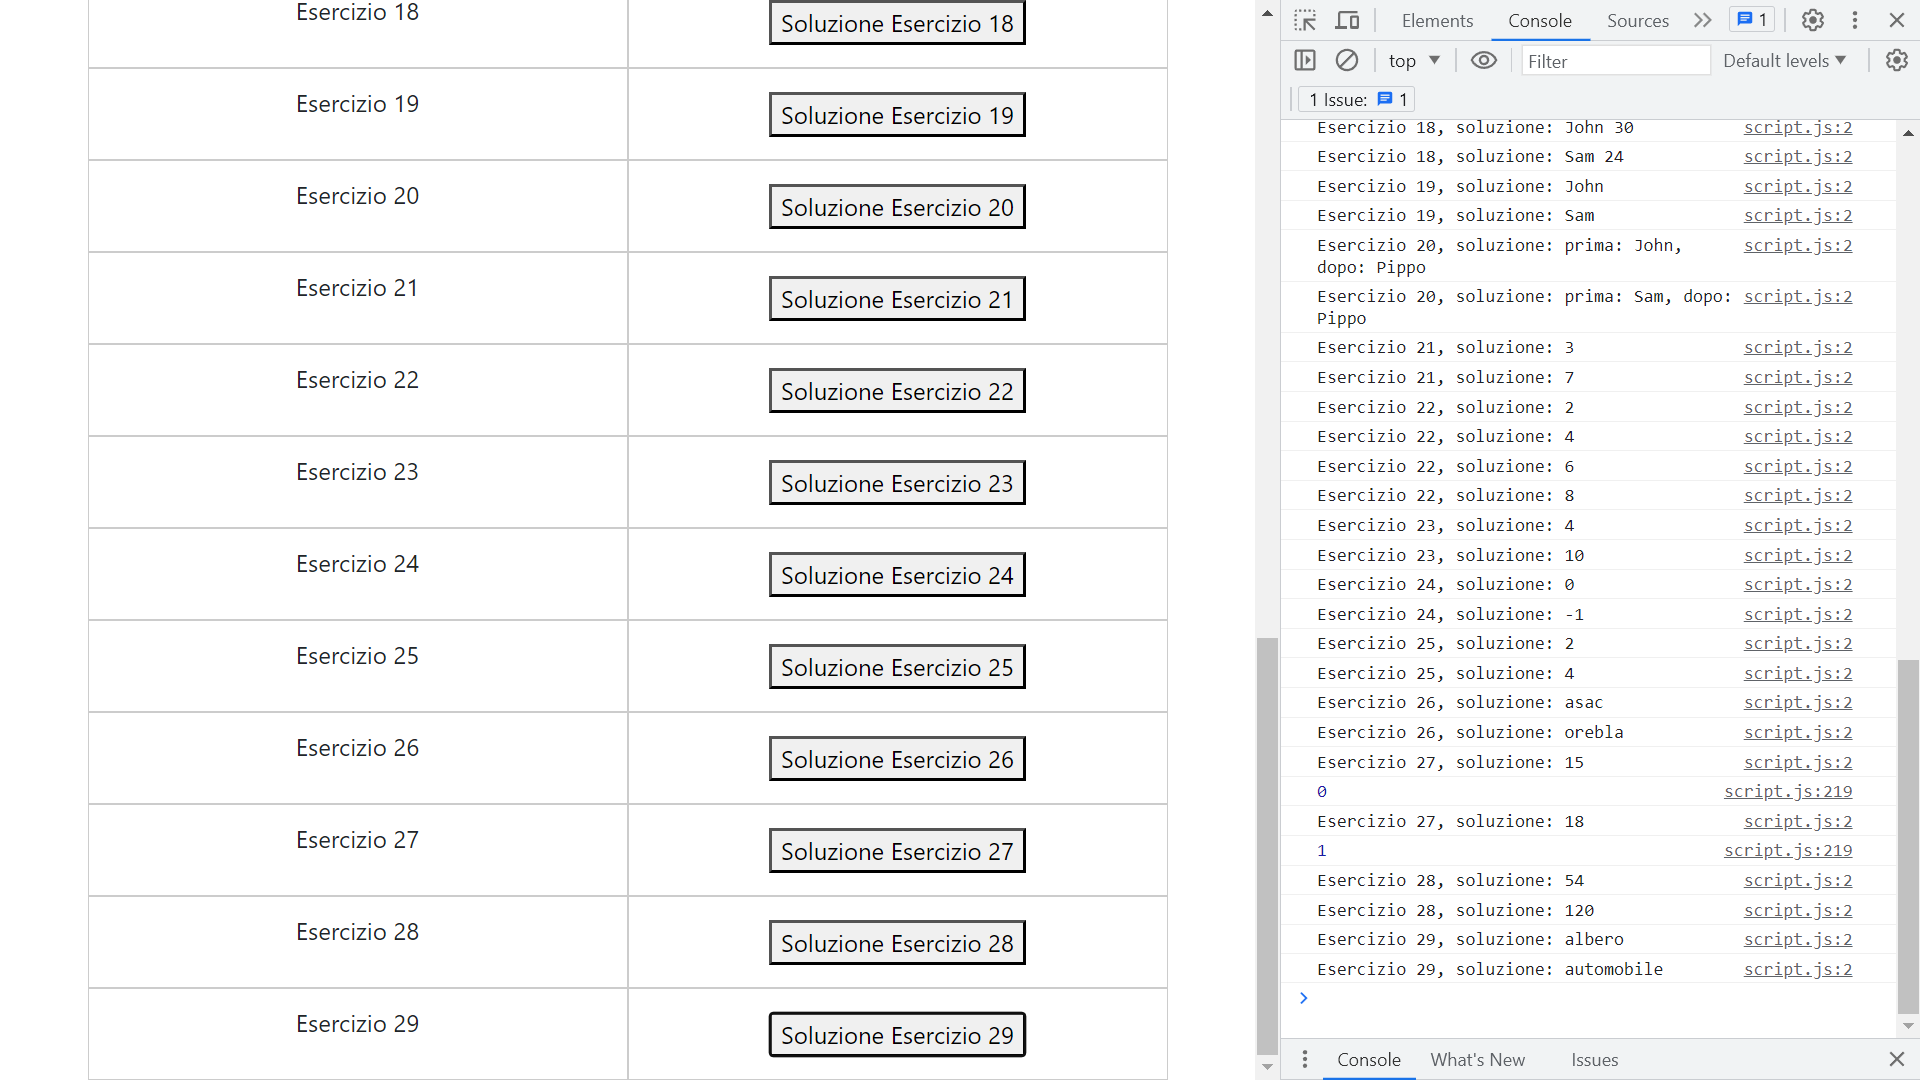 Esercizio 18
Soluzione Esercizio 18
Esercizio 19
Soluzione Esercizio 19
Esercizio 20
Soluzione Esercizio 20
Esercizio 21
Soluzione Esercizio 21
Esercizio 22
Soluzione Esercizio 22
Esercizio 23
Soluzione Esercizio 23
Esercizio 24
Soluzione Esercizio 24
Esercizio 25
Soluzione Esercizio 25
Esercizio 26
Soluzione Esercizio 26
Esercizio 27
Soluzione Esercizio 27
Esercizio 28
Soluzione Esercizio 28
Esercizio 29
Soluzione Esercizio 29
Elements Console Sources 1
top Filter Default levels
1 Issue: 1
Esercizio 18, soluzione: John 30 script.js:2
Esercizio 18, soluzione: Sam 24 script.js:2
Esercizio 19, soluzione: John script.js:2
Esercizio 19, soluzione: Sam script.js:2
Esercizio 20, soluzione: prima: John, script.js:2
dopo: Pippo
Esercizio 20, soluzione: prima: Sam, dopo: script.js:2
Pippo
Esercizio 21, soluzione: 3 script.js:2
Esercizio 21, soluzione: 7 script.js:2
Esercizio 22, soluzione: 2 script.js:2
Esercizio 22, soluzione: 4 script.js:2
Esercizio 22, soluzione: 6 script.js:2
Esercizio 22, soluzione: 8 script.js:2
Esercizio 23, soluzione: 4 script.js:2
Esercizio 23, soluzione: 10 script.js:2
Esercizio 24, soluzione: 0 script.js:2
Esercizio 24, soluzione: -1 script.js:2
Esercizio 25, soluzione: 2 script.js:2
Esercizio 25, soluzione: 4 script.js:2
Esercizio 26, soluzione: asac script.js:2
Esercizio 26, soluzione: orebla script.js:2
Esercizio 27, soluzione: 15 script.js:2
0 script.js:219
Esercizio 27, soluzione: 18 script.js:2
1 script.js:219
Esercizio 28, soluzione: 54 script.js:2
Esercizio 28, soluzione: 120 script.js:2
Esercizio 29, soluzione: albero script.js:2
Esercizio 29, soluzione: automobile script.js:2
Console What's New Issues